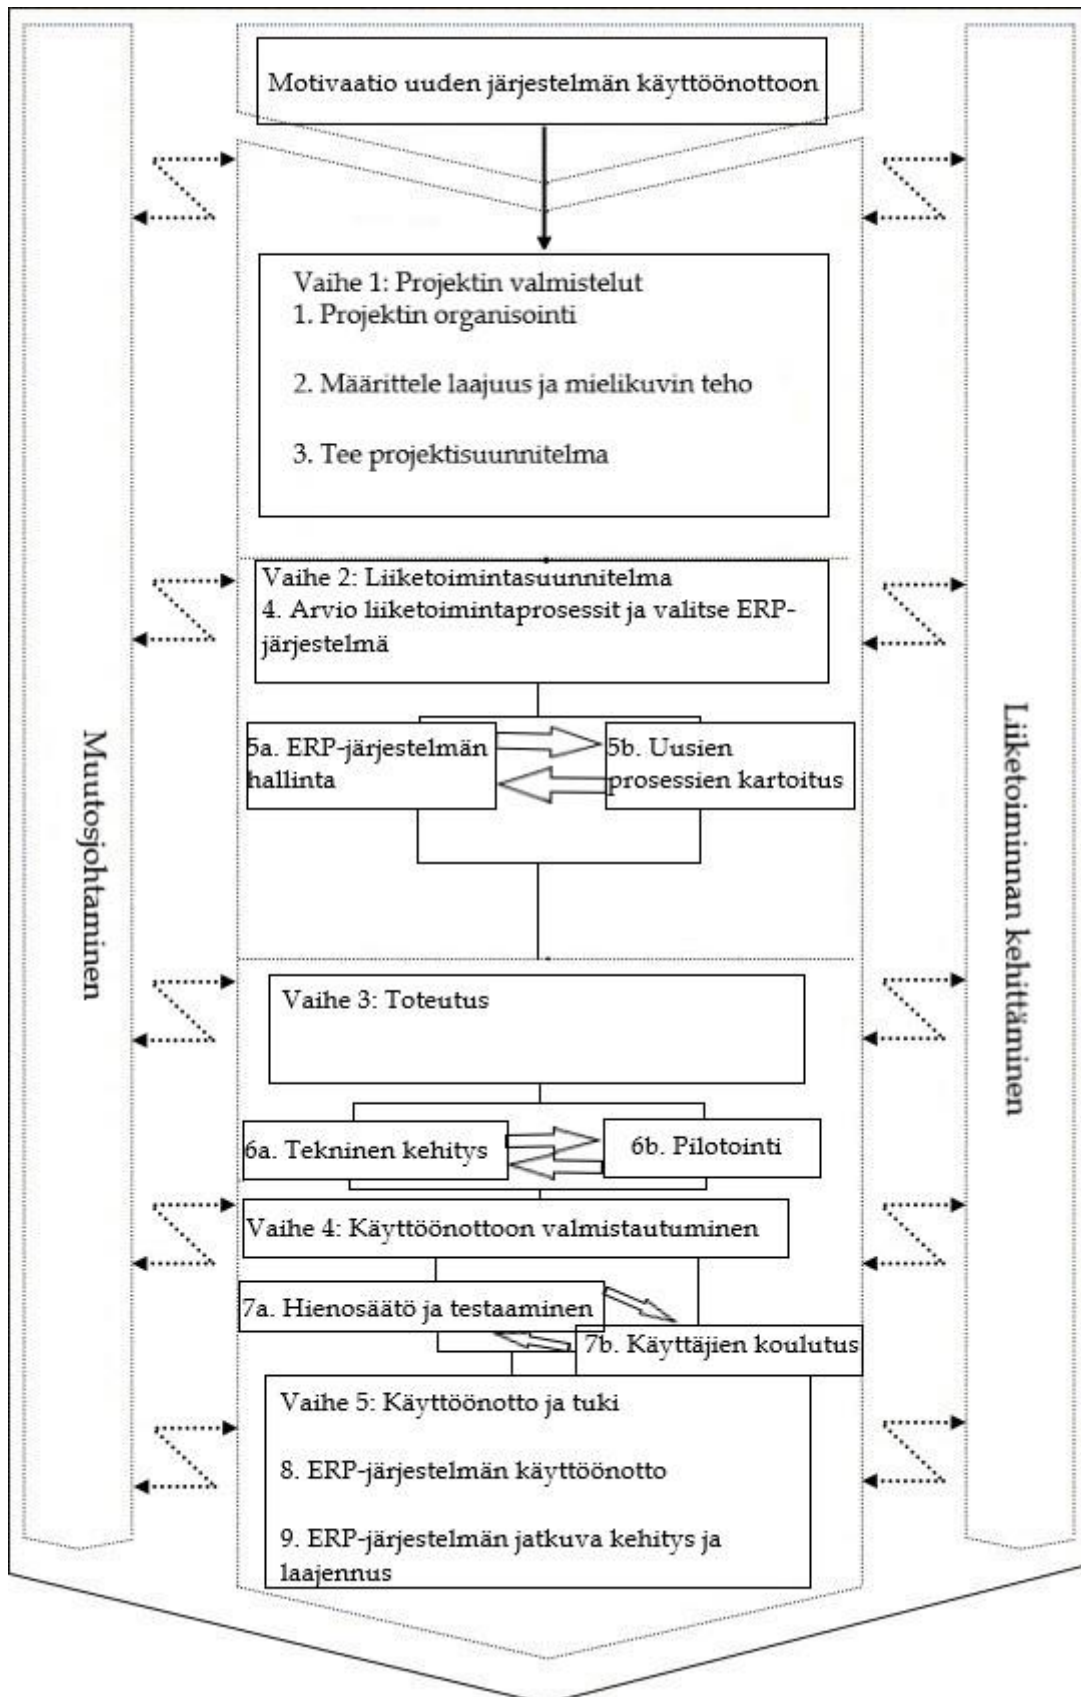 Motivaatio uuden järjestelmän käyttöönottoon
Vaihe 1: Projektin valmistelut
1. Projektin organisointi
2. Määrittele laajuus ja mielikuvin teho
3. Tee projektisuunnitelma
Vaihe 2: Liiketoimintasuunnitelma
4. Arvio liiketoimintaprosessit ja valitse ERP-
järjestelmä
5a. ERP-järjestelmän
hallinta
5b. Uusien
prosessien kartoitus
Muutosjohtaminen
Liiketoiminnan kehittäminen
Vaihe 3: Toteutus
6a. Tekninen kehitys
6b. Pilotointi
Vaihe 4: Käyttöönottoon valmistautuminen
7a. Hienosäätö ja testaaminen
7b. Käyttäjien koulutus
Vaihe 5: Käyttöönotto ja tuki
8. ERP-järjestelmän käyttöönotto
9. ERP-järjestelmän jatkuva kehitys ja
laajennus